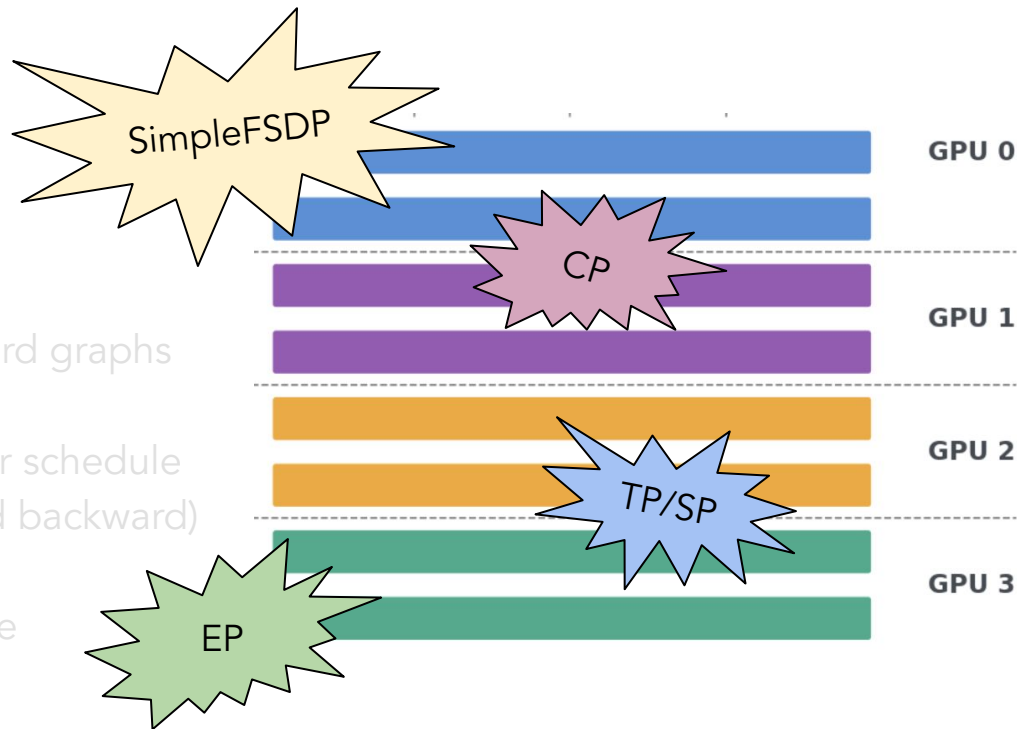 SimpleFSDP
GPU 0
CP
GPU 1
rd graphs
GPU 2
r schedule
TP/SP
d backward)
GPU 3
e
EP